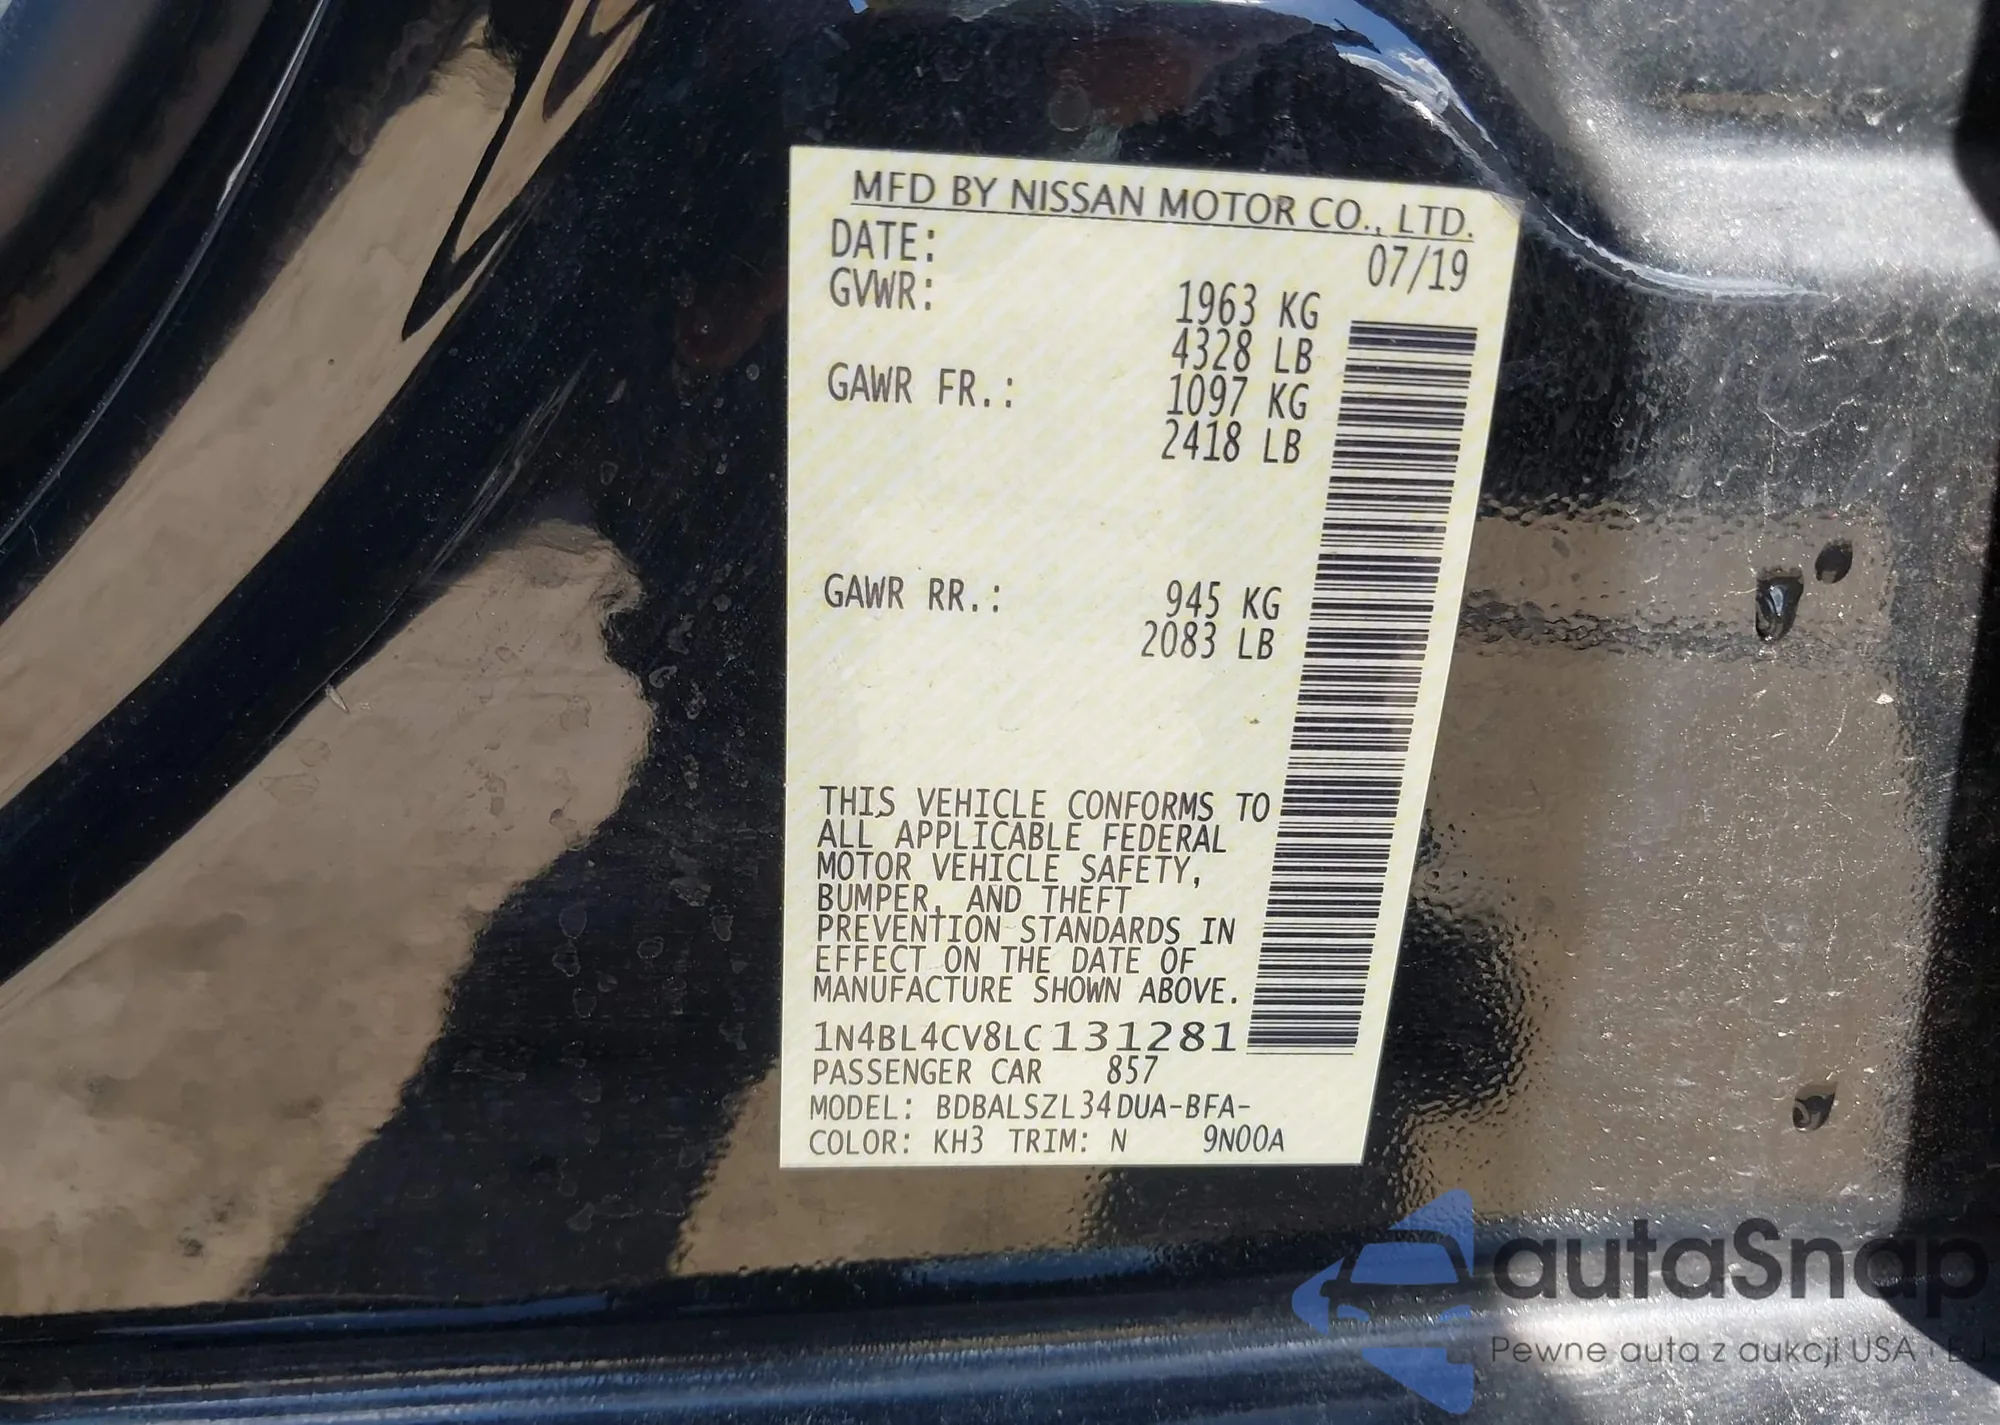 MFD BY NISSAN MOTOR CO., LTD.
DATE: 07/19
GVWR: 1963 KG
4328 LB
GAWR FR.: 1097 KG
2418 LB
GAWR RR.: 945 KG
2083 LB
THIS VEHICLE CONFORMS TO
ALL APPLICABLE FEDERAL
MOTOR VEHICLE SAFETY,
BUMPER, AND THEFT
PREVENTION STANDARDS IN
EFFECT ON THE DATE OF
MANUFACTURE SHOWN ABOVE.
1N4BL4CV8LC131281
PASSENGER CAR 857
MODEL: BDBALSZL34DUA-BFA-
COLOR: KH3 TRIM: N 9N00A
autaSnap
Pewne auta z aukcji USA